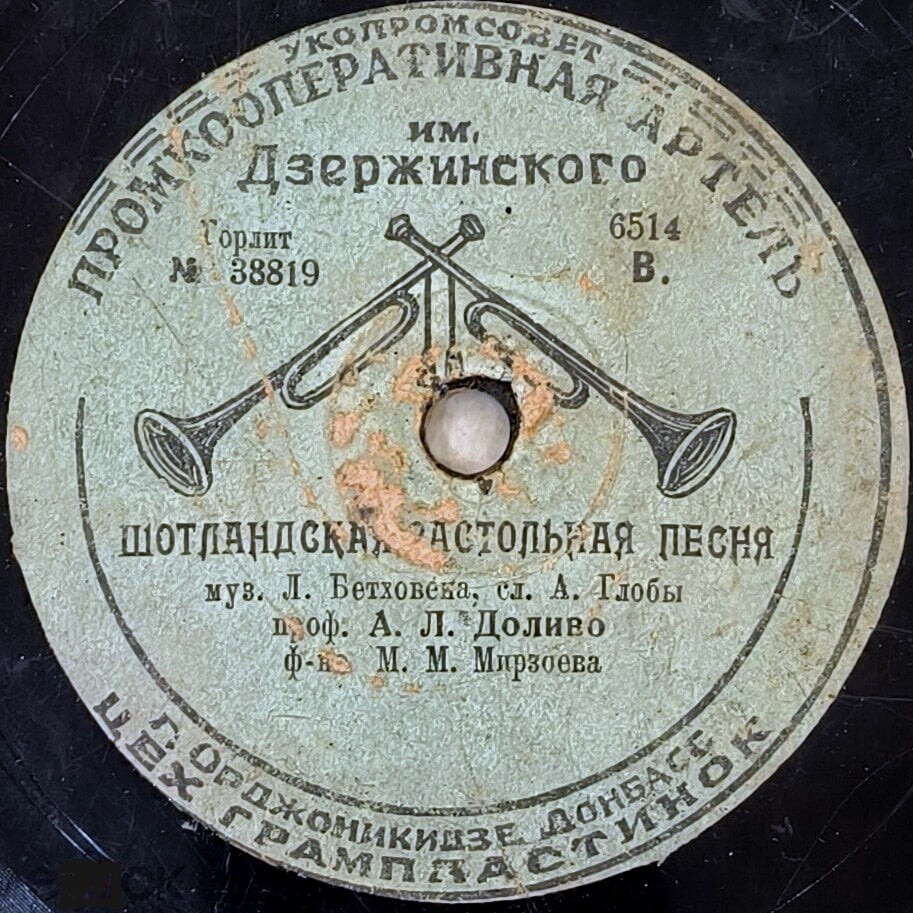 УКОПРОМСОВЕТ
ПРОМКООПЕРАТИВНАЯ АРТЕЛЬ
им.
Дзержинского
Горлит
№ 38819
6514
В.
ШОТЛАНДСКАЯ ЗАСТОЛЬНАЯ ПЕСНЯ
муз. Л. Бетховена, сл. А. Глобы
проф. А. Л. Доливо
ф-но М. М. Мирзоева
Г. ОРДЖОНИКИДЗЕ ДОНБАССЕ
ЦЕХ ГРАМПЛАСТИНОК